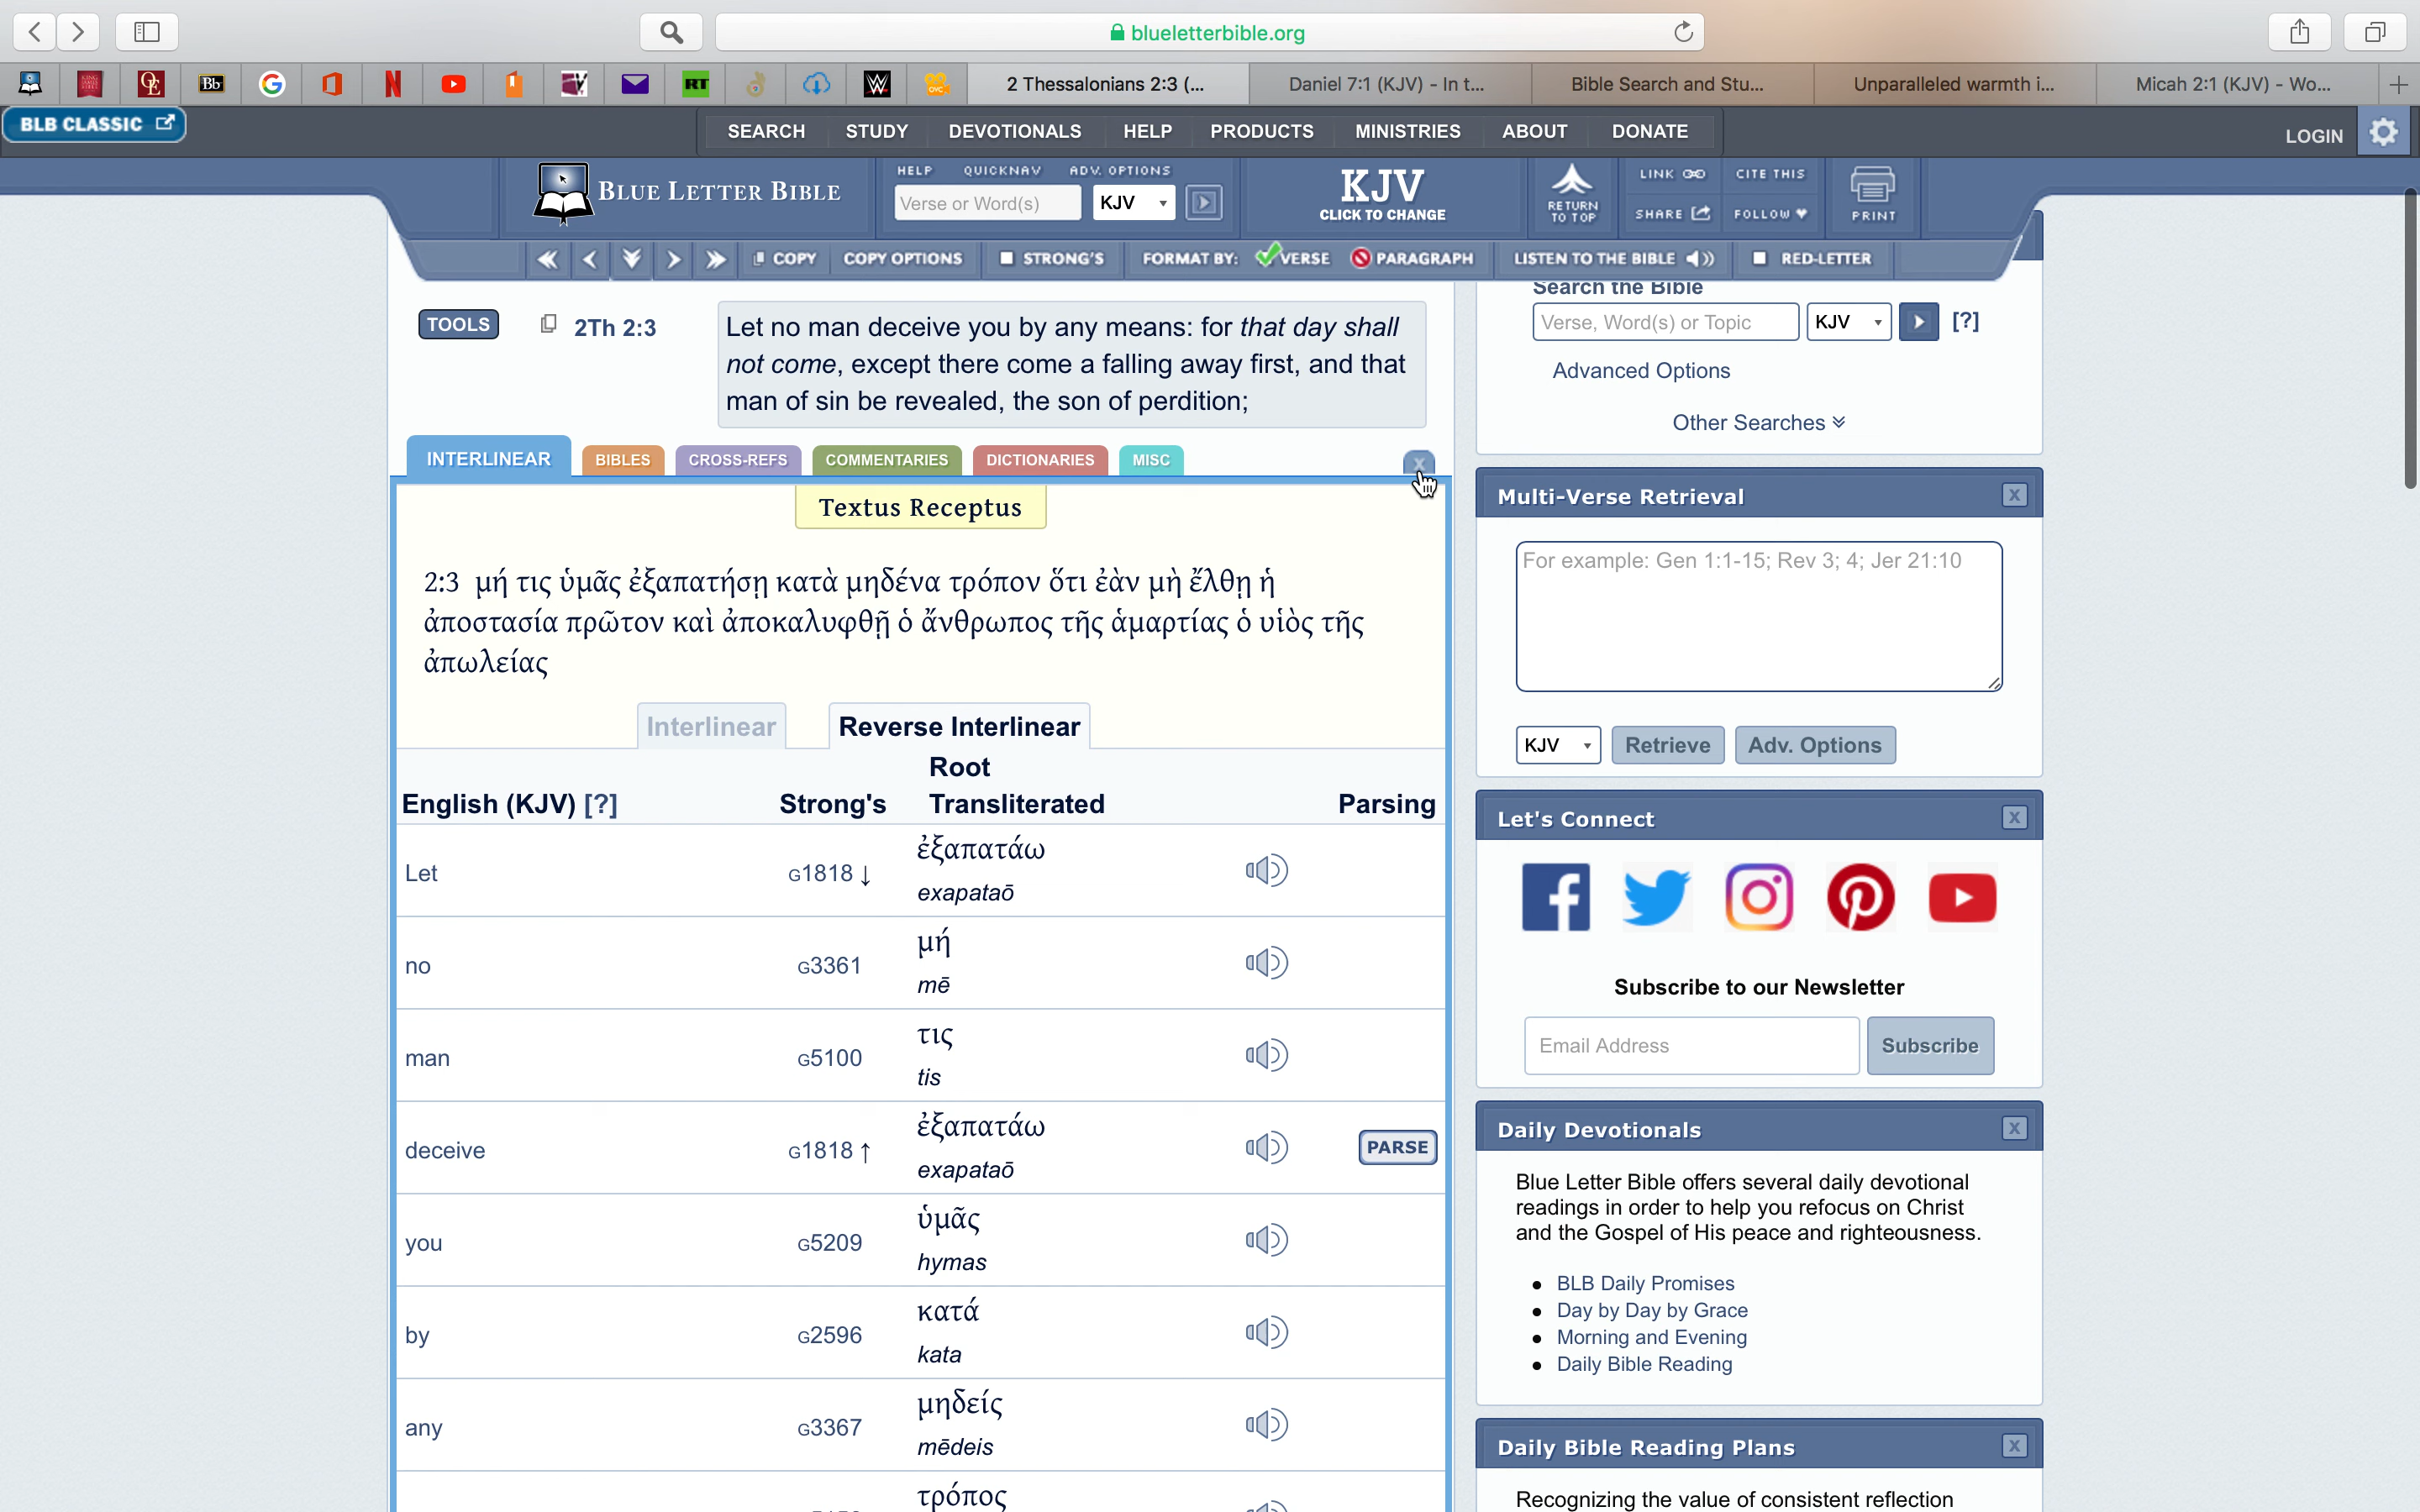 blueletterbible.org
Bb
G
N
RT
W
OVC
2 Thessalonians 2:3 (...
Daniel 7:1 (KJV) - In t...
Bible Search and Stu...
Unparalleled warmth i...
Micah 2:1 (KJV) - Wo...
BLB CLASSIC
SEARCH
STUDY
DEVOTIONALS
HELP
PRODUCTS
MINISTRIES
ABOUT
DONATE
LOGIN
BLUE LETTER BIBLE
HELP
QUICKNAV
ADV. OPTIONS
Verse or Word(s)
KJV
KJV
CLICK TO CHANGE
RETURN
TO TOP
LINK
CITE THIS
SHARE
FOLLOW
PRINT
COPY
COPY OPTIONS
STRONG'S
FORMAT BY:
VERSE
PARAGRAPH
LISTEN TO THE BIBLE
RED-LETTER
TOOLS
2Th 2:3
Let no man deceive you by any means: for that day shall
not come, except there come a falling away first, and that
man of sin be revealed, the son of perdition;
INTERLINEAR
BIBLES
CROSS-REFS
COMMENTARIES
DICTIONARIES
MISC
X
Textus Receptus
2:3 μή τις ὑμᾶς ἐξαπατήσῃ κατὰ μηδένα τρόπον ὅτι ἐὰν μὴ ἔλθῃ ἡ
ἀποστασία πρῶτον καὶ ἀποκαλυφθῇ ὁ ἄνθρωπος τῆς ἁμαρτίας ὁ υἱὸς τῆς
ἀπωλείας
Interlinear
Reverse Interlinear
English (KJV) [?]
Strong's
Root
Transliterated
Parsing
Let
G1818 ↓
ἐξαπατάω
exapataō
no
G3361
μή
mē
man
G5100
τις
tis
deceive
G1818 ↑
ἐξαπατάω
exapataō
PARSE
you
G5209
ὑμᾶς
hymas
by
G2596
κατά
kata
any
G3367
μηδείς
mēdeis
τρόπος
Search the Bible
Verse, Word(s) or Topic
KJV
[?]
Advanced Options
Other Searches
Multi-Verse Retrieval
X
For example: Gen 1:1-15; Rev 3; 4; Jer 21:10
KJV
Retrieve
Adv. Options
Let's Connect
X
Subscribe to our Newsletter
Email Address
Subscribe
Daily Devotionals
X
Blue Letter Bible offers several daily devotional
readings in order to help you refocus on Christ
and the Gospel of His peace and righteousness.
BLB Daily Promises
Day by Day by Grace
Morning and Evening
Daily Bible Reading
Daily Bible Reading Plans
X
Recognizing the value of consistent reflection